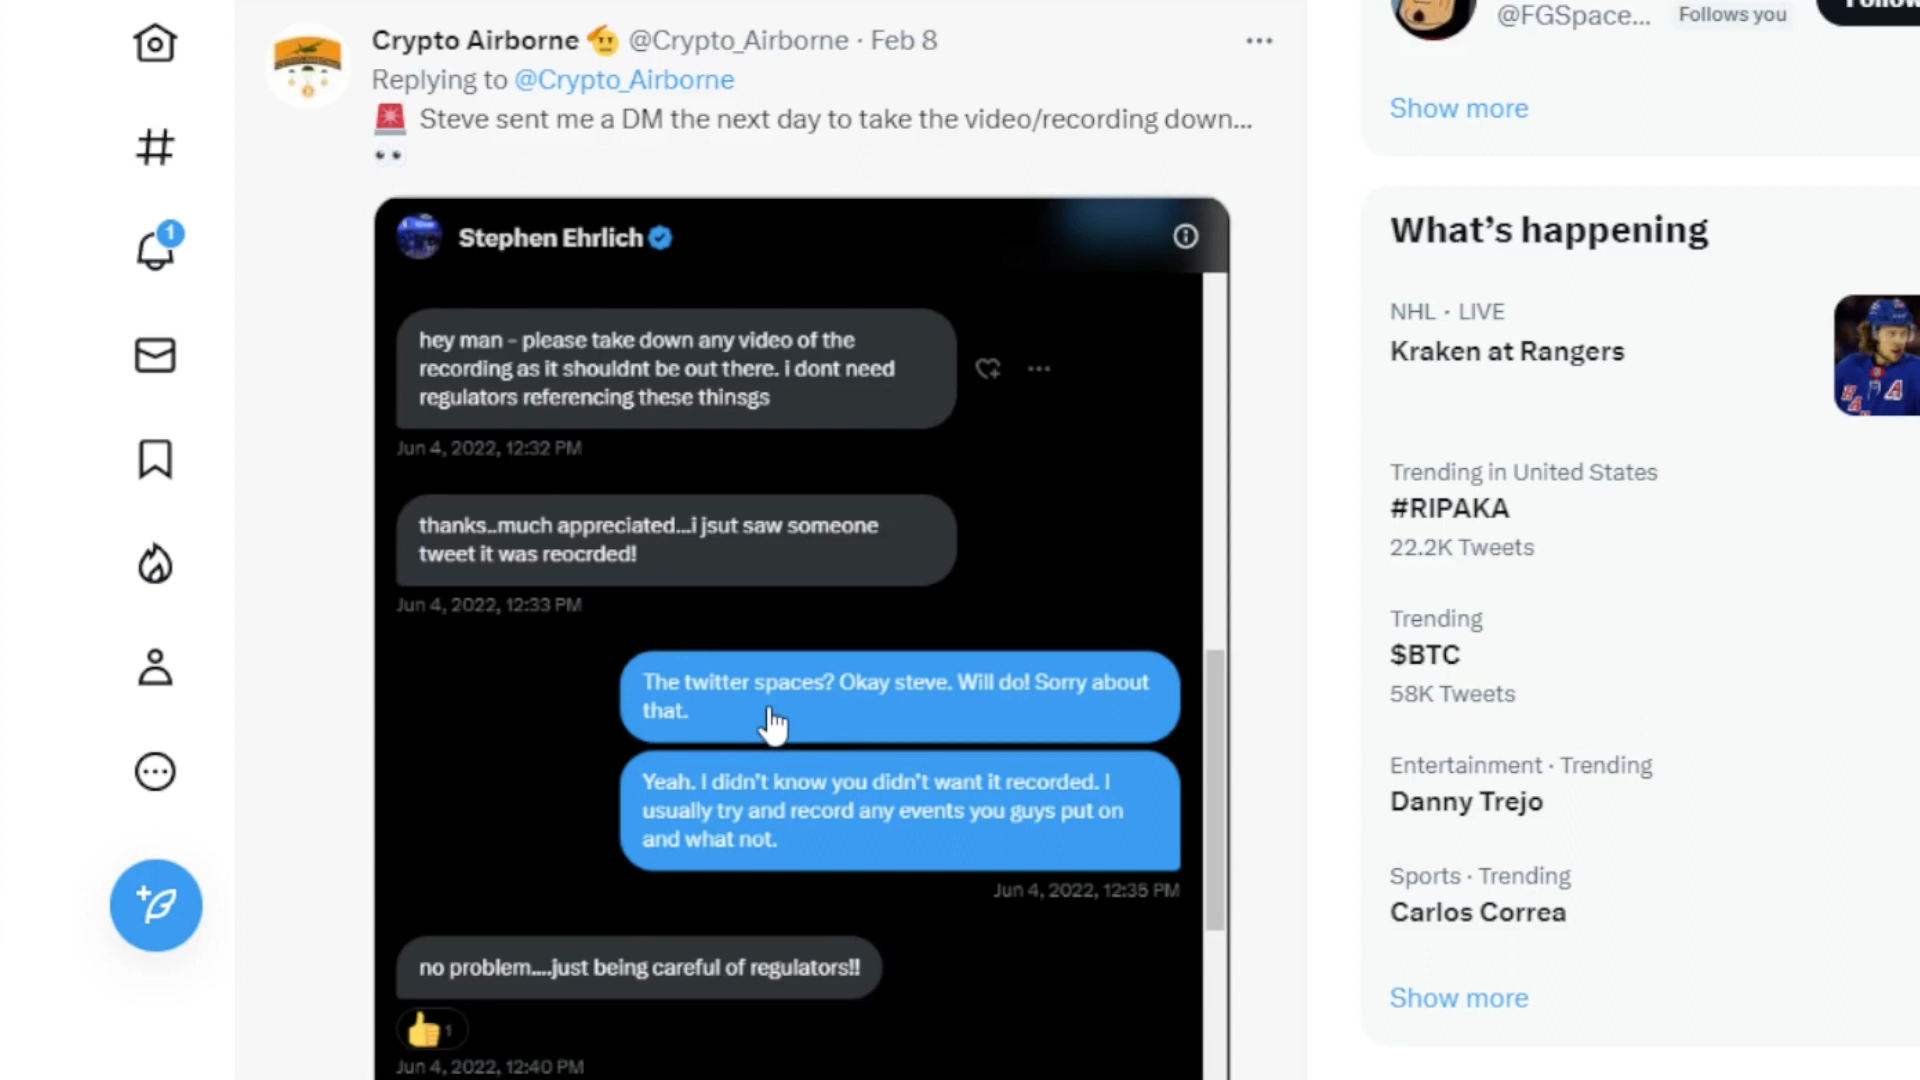 Crypto Airborne @Crypto_Airborne · Feb 8
Replying to @Crypto_Airborne
Steve sent me a DM the next day to take the video/recording down...
Stephen Ehrlich
hey man - please take down any video of the
recording as it shouldnt be out there. i dont need
regulators referencing these thinsgs
Jun 4, 2022, 12:32 PM
thanks..much appreciated...i jsut saw someone
tweet it was reocrded!
Jun 4, 2022, 12:33 PM
The twitter spaces? Okay steve. Will do! Sorry about
that.
Yeah. I didn't know you didn't want it recorded. I
usually try and record any events you guys put on
and what not.
Jun 4, 2022, 12:35 PM
no problem....just being careful of regulators!!
1
Jun 4, 2022, 12:40 PM
1
@FGSpace... Follows you
Follow
Show more
What's happening
NHL · LIVE
Kraken at Rangers
Trending in United States
#RIPAKA
22.2K Tweets
Trending
$BTC
58K Tweets
Entertainment · Trending
Danny Trejo
Sports · Trending
Carlos Correa
Show more